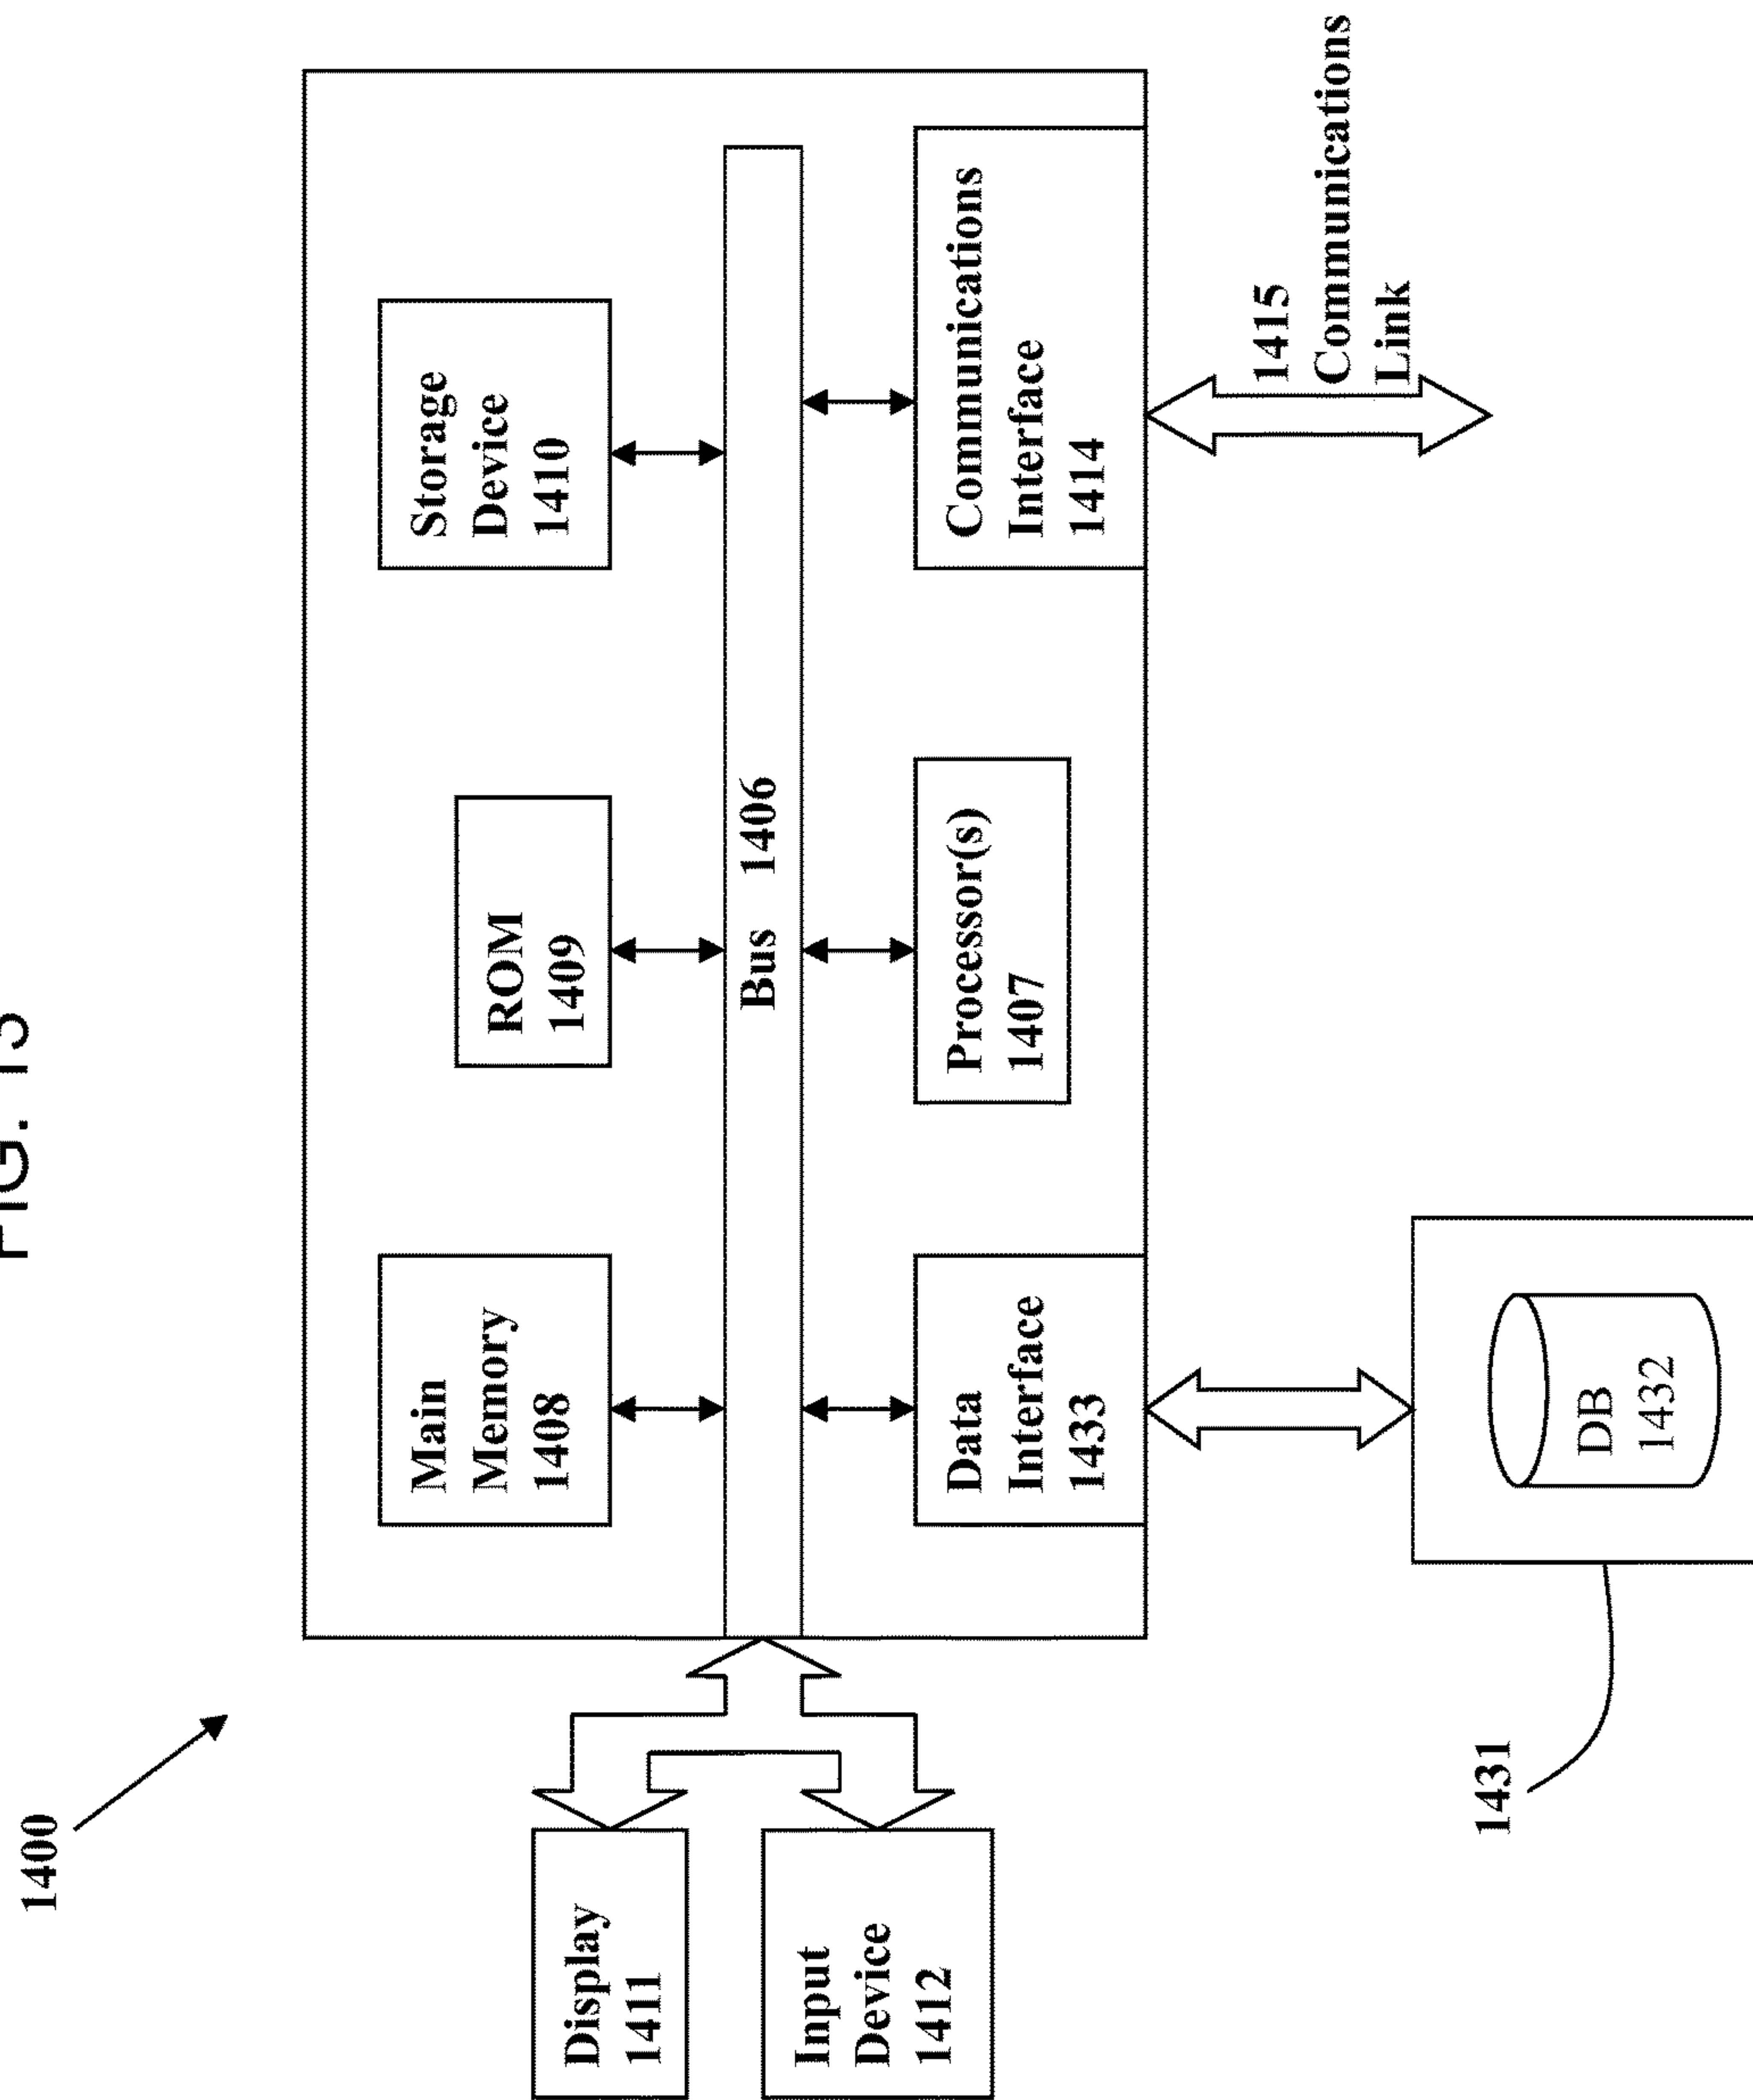 FIG.
1400
Main
Memory
1408
ROM
1409
Storage
Device
1410
Display
1411
Bus 1406
Input
Device
1412
Data
Interface
1433
Processor(s)
1407
Communications
Interface
1414
1415
Communications
Link
1431
DB
1432